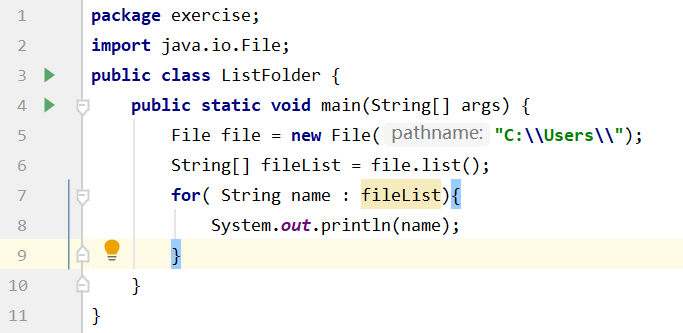 1 package exercise;
2 import java.io.File;
3 public class ListFolder {
4 public static void main(String[] args) {
5 File file = new File( pathname: "C:\\Users\\");
6 String[] fileList = file.list();
7 for( String name : fileList){
8 System.out.println(name);
9 }
10 }
11 }